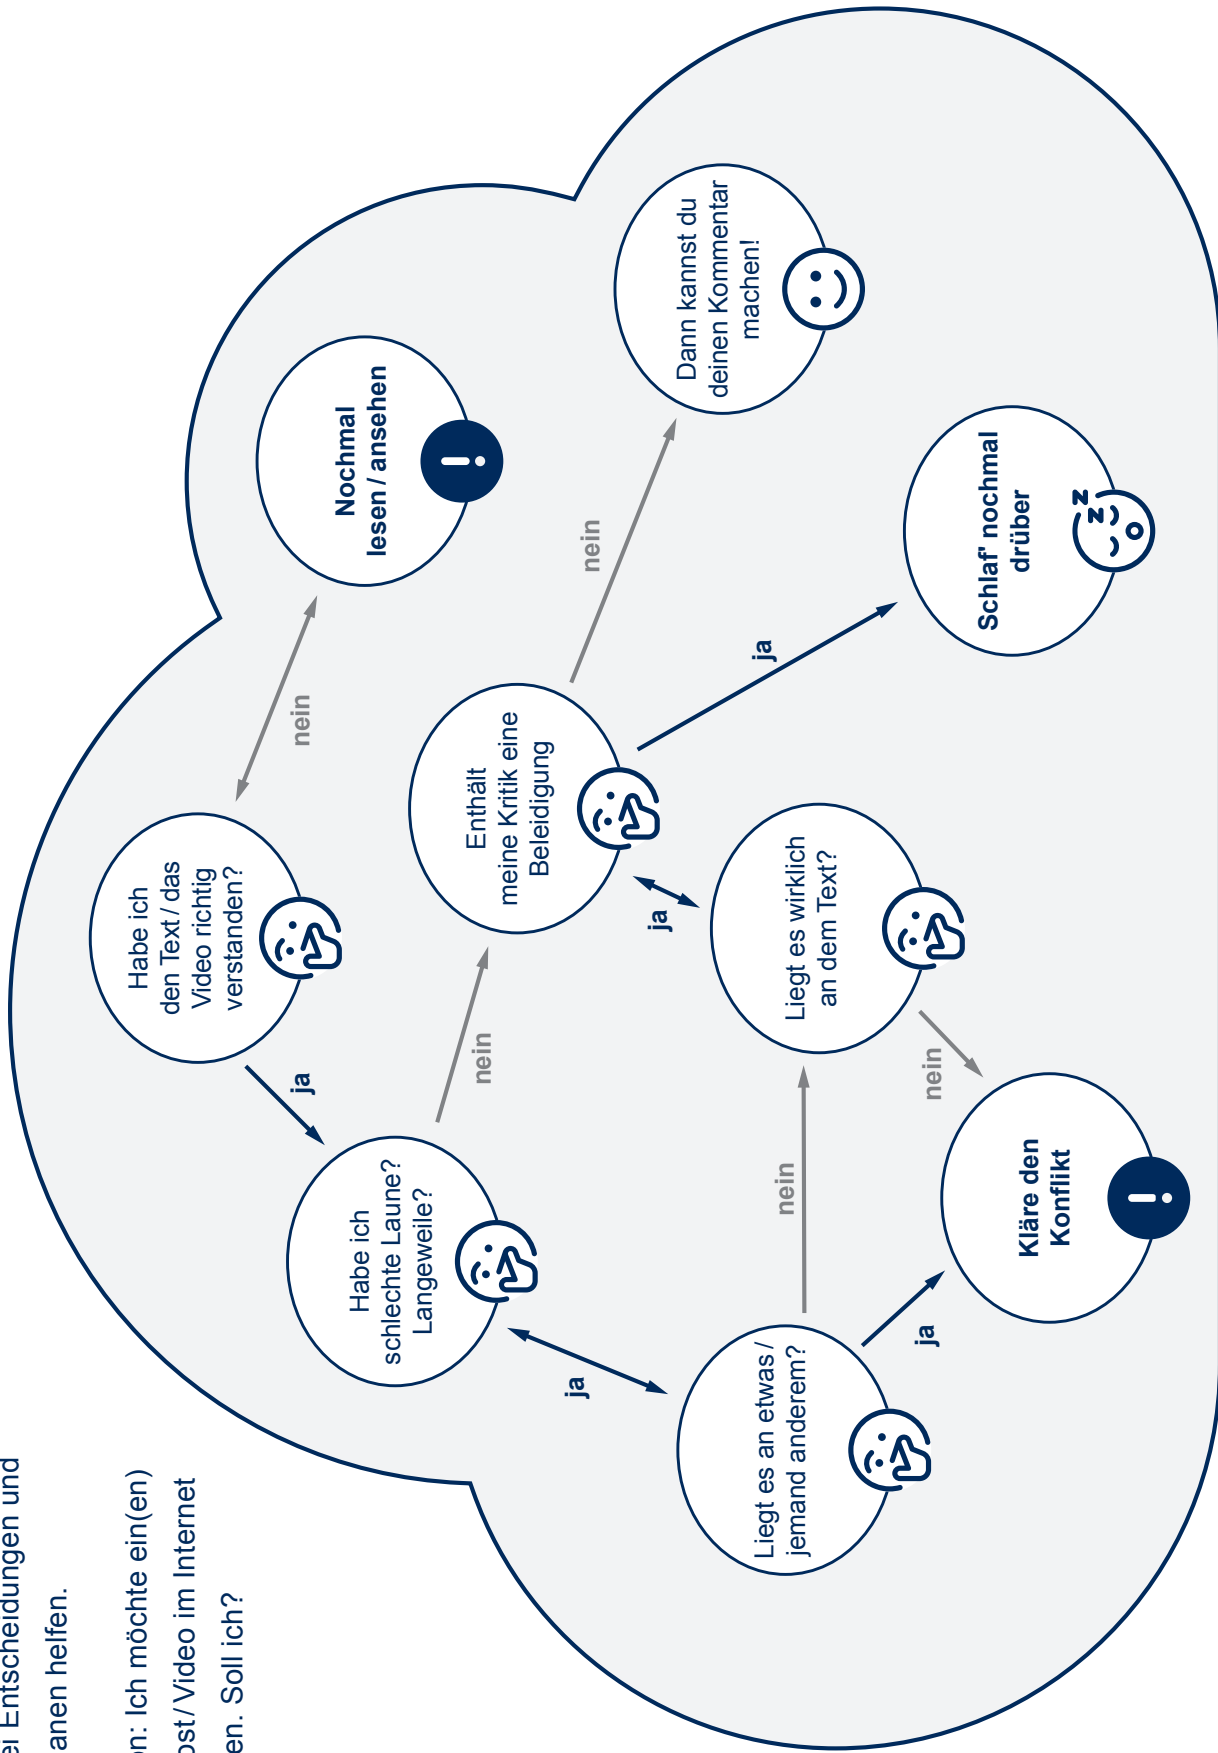 Entscheidungen und
helfen.
Ich möchte ein(en)
Video im Internet
Soll ich?
Habe ich
den Text / das
Video richtig
verstanden?
nein
Nochmal
lesen / ansehen
ja
Habe ich
schlechte Laune?
Langeweile?
nein
Enthält
meine Kritik eine
Beleidigung
nein
Dann kannst du
deinen Kommentar
machen!
ja
Schlaf' nochmal
drüber
zz
ja
Liegt es an etwas /
jemand anderem?
nein
Liegt es wirklich
an dem Text?
ja
nein
ja
Kläre den
Konflikt